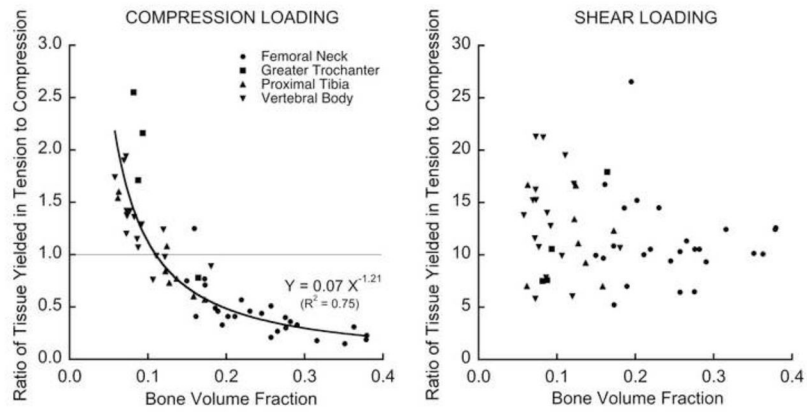 COMPRESSION LOADING
Ratio of Tissue Yielded in Tension to Compression
3.0
2.5
2.0
1.5
1.0
0.5
0.0
Femoral Neck
Greater Trochanter
Proximal Tibia
Vertebral Body
Y = 0.07 X^-1.21
(R² = 0.75)
0.0 0.1 0.2 0.3 0.4
Bone Volume Fraction
SHEAR LOADING
Ratio of Tissue Yielded in Tension to Compression
30
25
20
15
10
5
0
0.0 0.1 0.2 0.3 0.4
Bone Volume Fraction